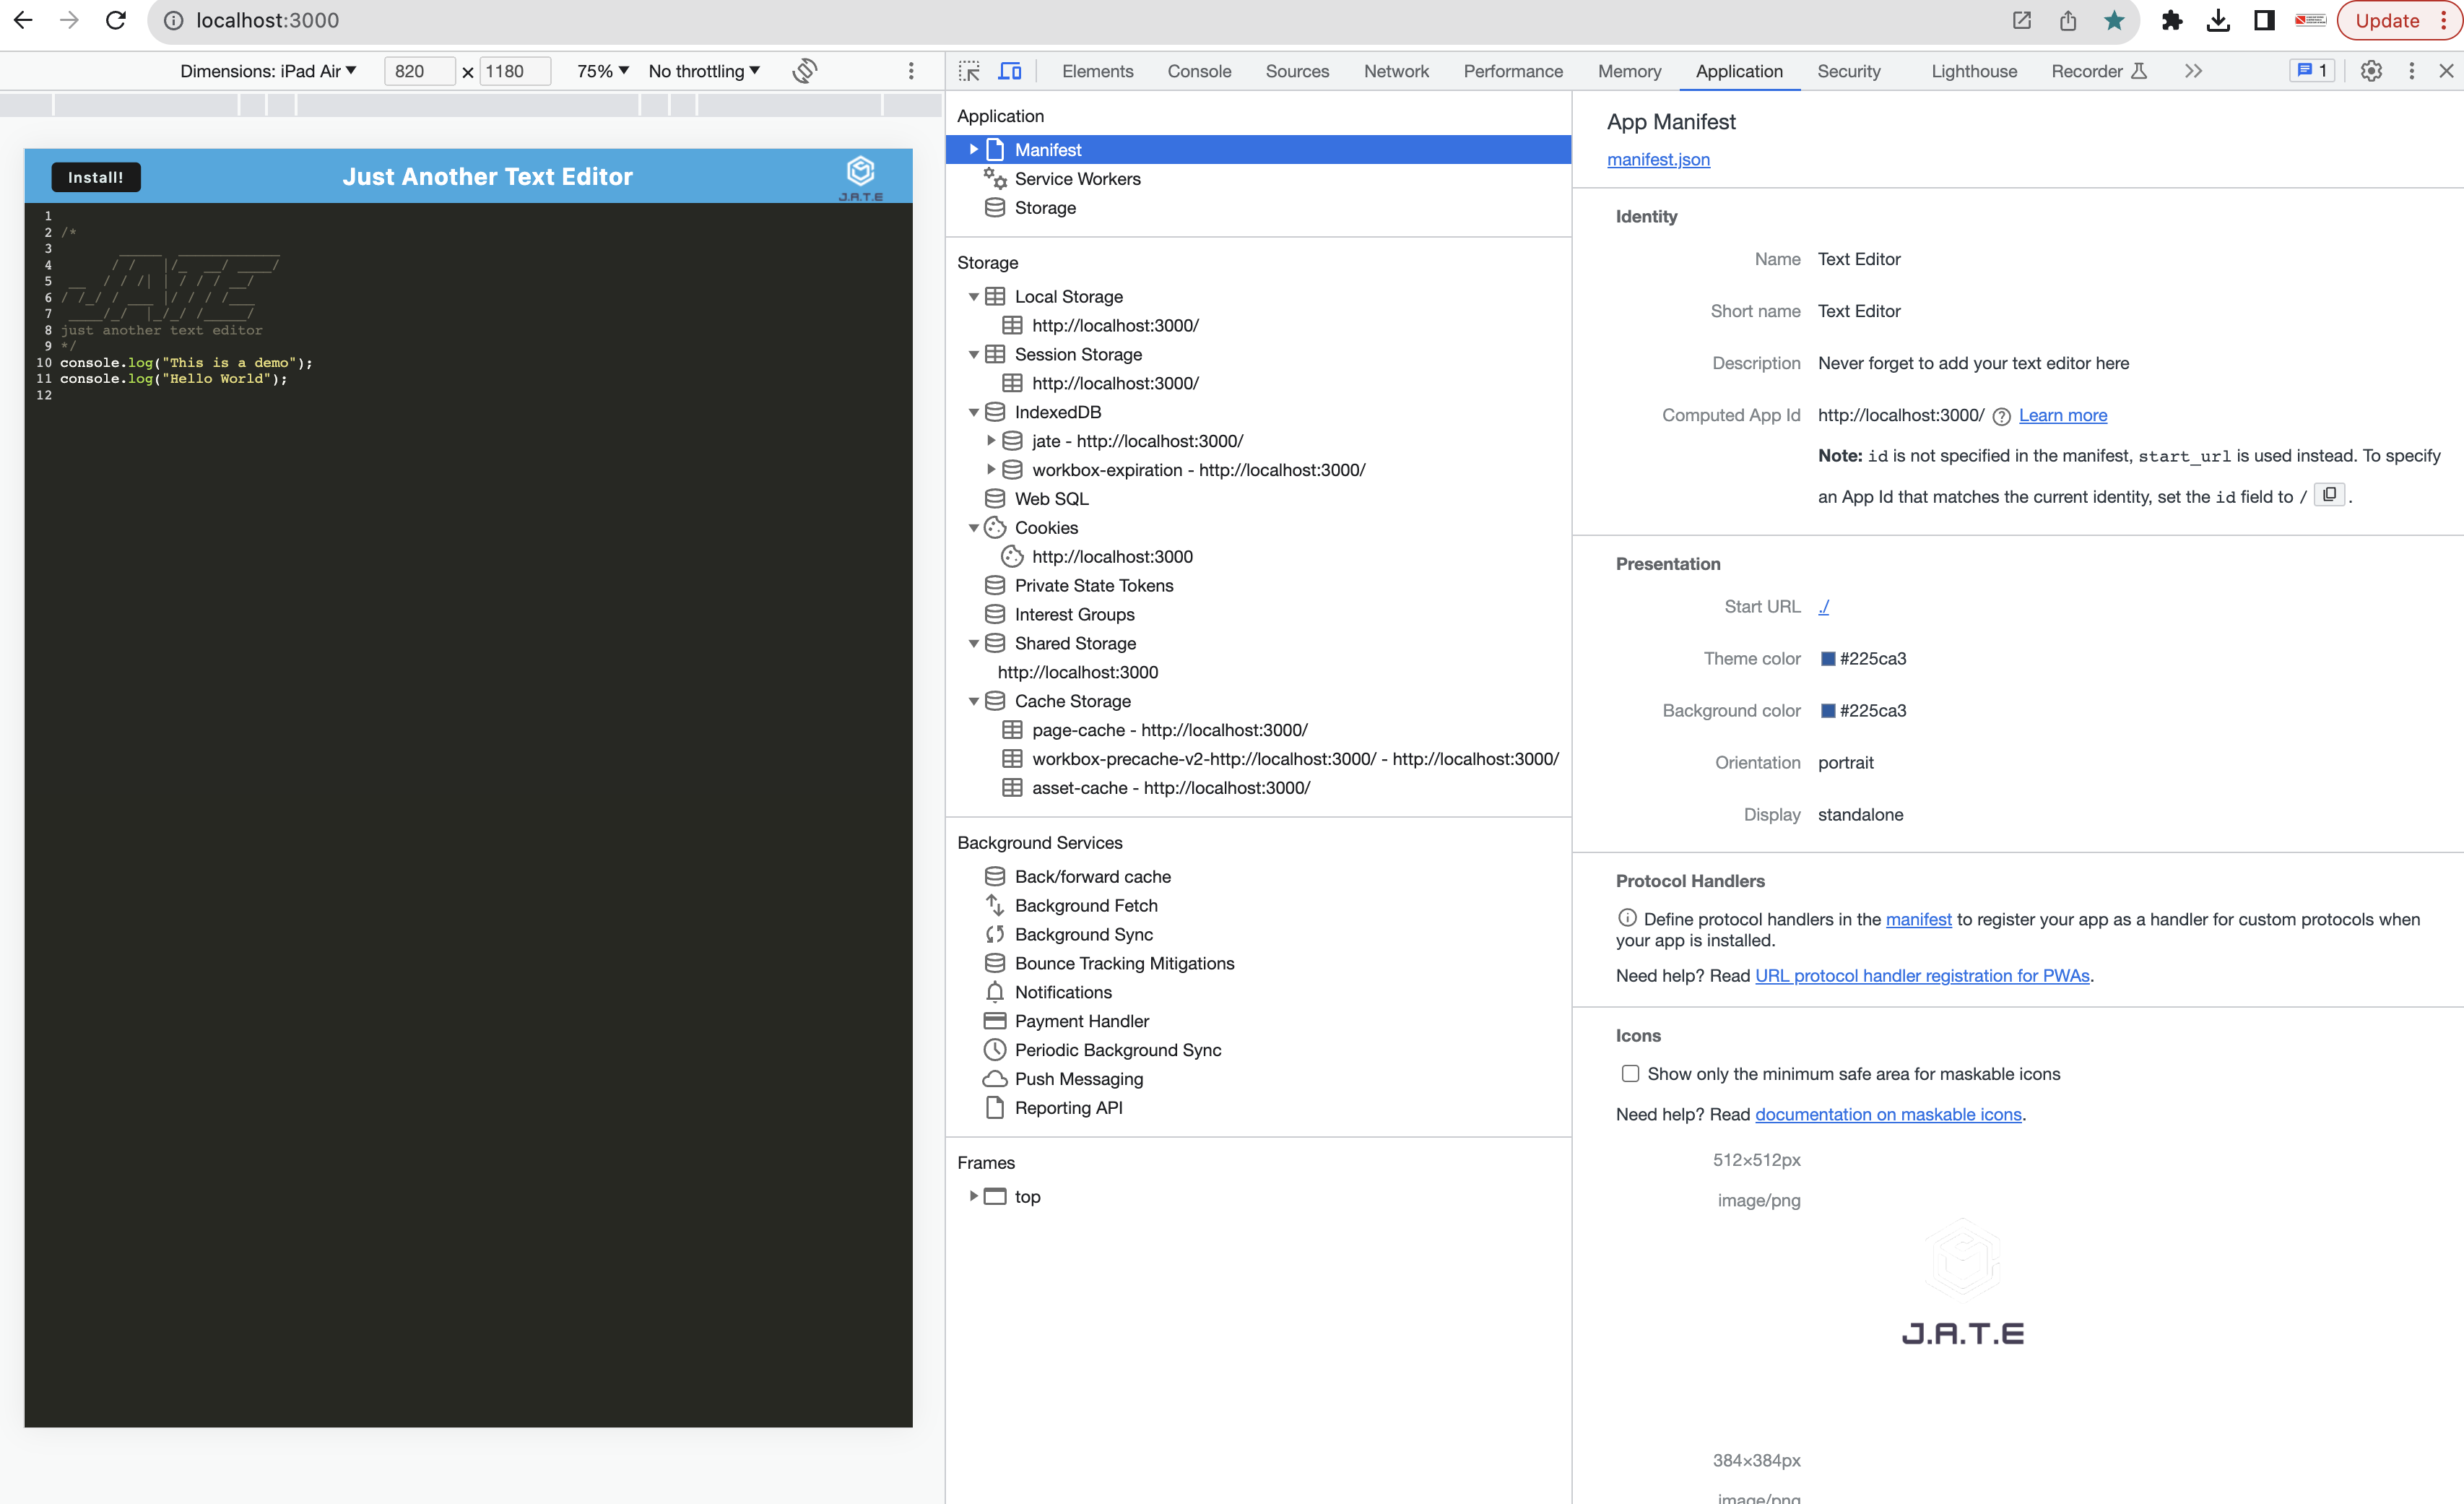 localhost:3000
Update
Dimensions: iPad Air
820 × 1180
75%
No throttling
Elements
Console
Sources
Network
Performance
Memory
Application
Security
Lighthouse
Recorder
1
Install!
Just Another Text Editor
J.A.T.E
1
2 /*
3
4
5
6
7
8 just another text editor
9 */
10 console.log("This is a demo");
11 console.log("Hello World");
12
Application
Manifest
Service Workers
Storage
Storage
Local Storage
http://localhost:3000/
Session Storage
http://localhost:3000/
IndexedDB
jate - http://localhost:3000/
workbox-expiration - http://localhost:3000/
Web SQL
Cookies
http://localhost:3000
Private State Tokens
Interest Groups
Shared Storage
http://localhost:3000
Cache Storage
page-cache - http://localhost:3000/
workbox-precache-v2-http://localhost:3000/ - http://localhost:3000/
asset-cache - http://localhost:3000/
Background Services
Back/forward cache
Background Fetch
Background Sync
Bounce Tracking Mitigations
Notifications
Payment Handler
Periodic Background Sync
Push Messaging
Reporting API
Frames
top
App Manifest
manifest.json
Identity
Name Text Editor
Short name Text Editor
Description Never forget to add your text editor here
Computed App Id http://localhost:3000/ Learn more
Note: id is not specified in the manifest, start_url is used instead. To specify
an App Id that matches the current identity, set the id field to / .
Presentation
Start URL ./
Theme color #225ca3
Background color #225ca3
Orientation portrait
Display standalone
Protocol Handlers
Define protocol handlers in the manifest to register your app as a handler for custom protocols when
your app is installed.
Need help? Read URL protocol handler registration for PWAs.
Icons
Show only the minimum safe area for maskable icons
Need help? Read documentation on maskable icons.
512×512px
image/png
J.A.T.E
384×384px
image/png